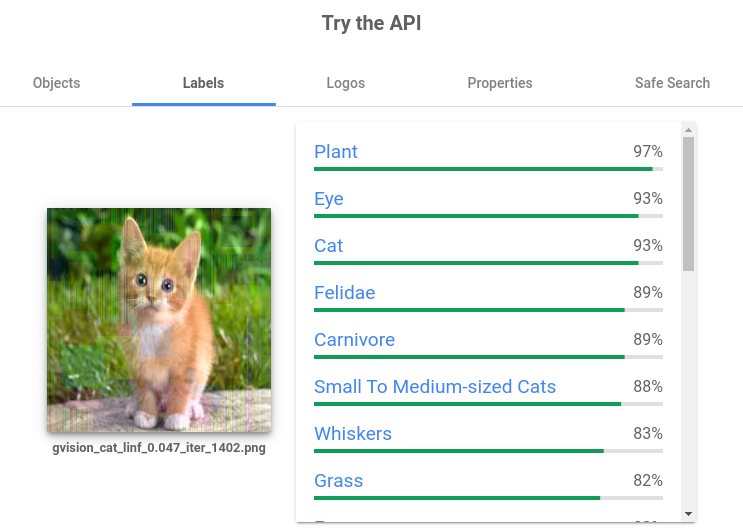 Try the API
Objects Labels Logos Properties Safe Search
Plant 97%
Eye 93%
Cat 93%
Felidae 89%
Carnivore 89%
Small To Medium-sized Cats 88%
Whiskers 83%
Grass 82%
gvision_cat_linf_0.047_iter_1402.png